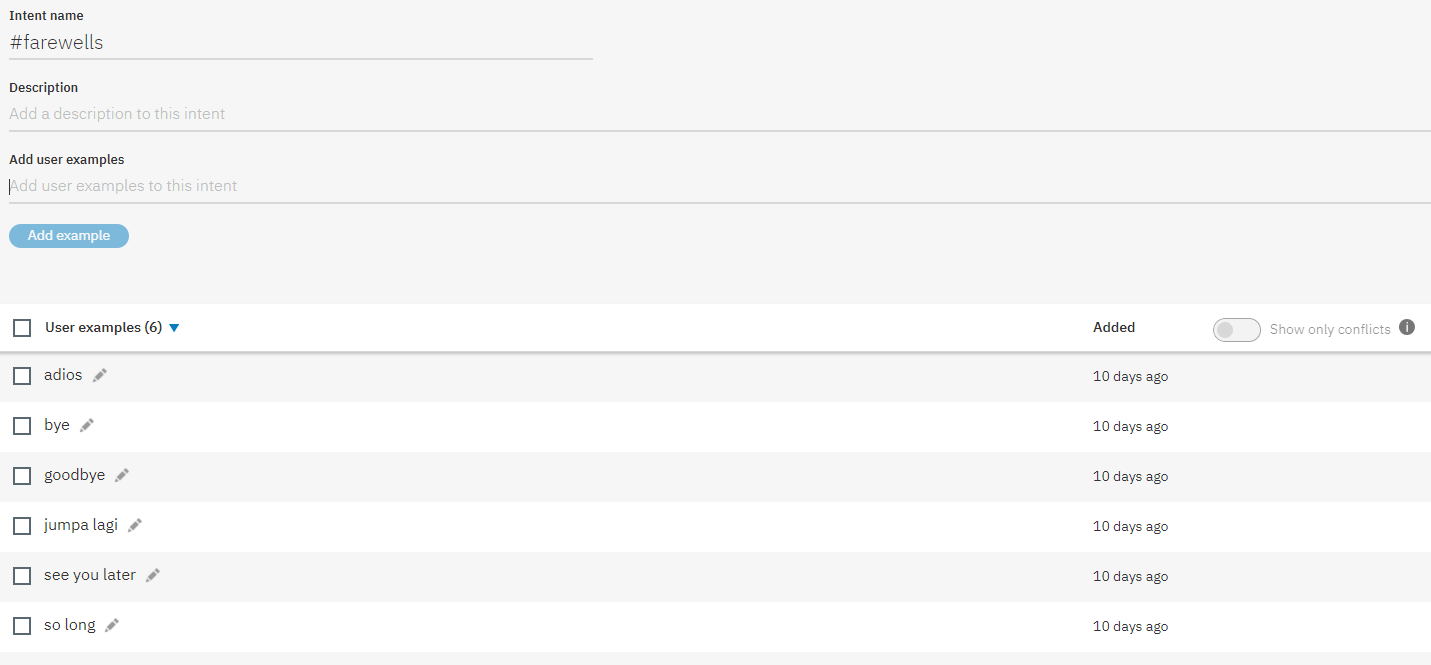 Intent name
#farewells
Description
Add a description to this intent
Add user examples
Add user examples to this intent
Add example
User examples (6) Added Show only conflicts i
adios 10 days ago
bye 10 days ago
goodbye 10 days ago
jumpa lagi 10 days ago
see you later 10 days ago
so long 10 days ago